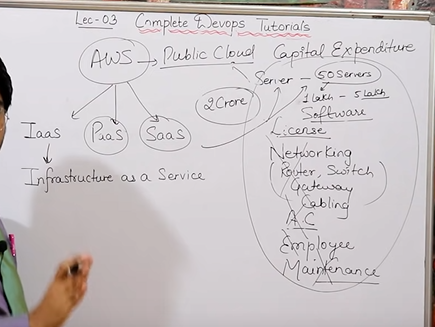 Lec-03 Complete Devops Tutorials
AWS → Public Cloud Capital Expenditure
Server - 50 Servers
1 Lakh - 5 Lakh
2 Crore
Software
IaaS PaaS SaaS
License
Infrastructure as a Service
Networking
(Router, Switch
Gateway
Cabling)
A.C
Employee
Maintenance